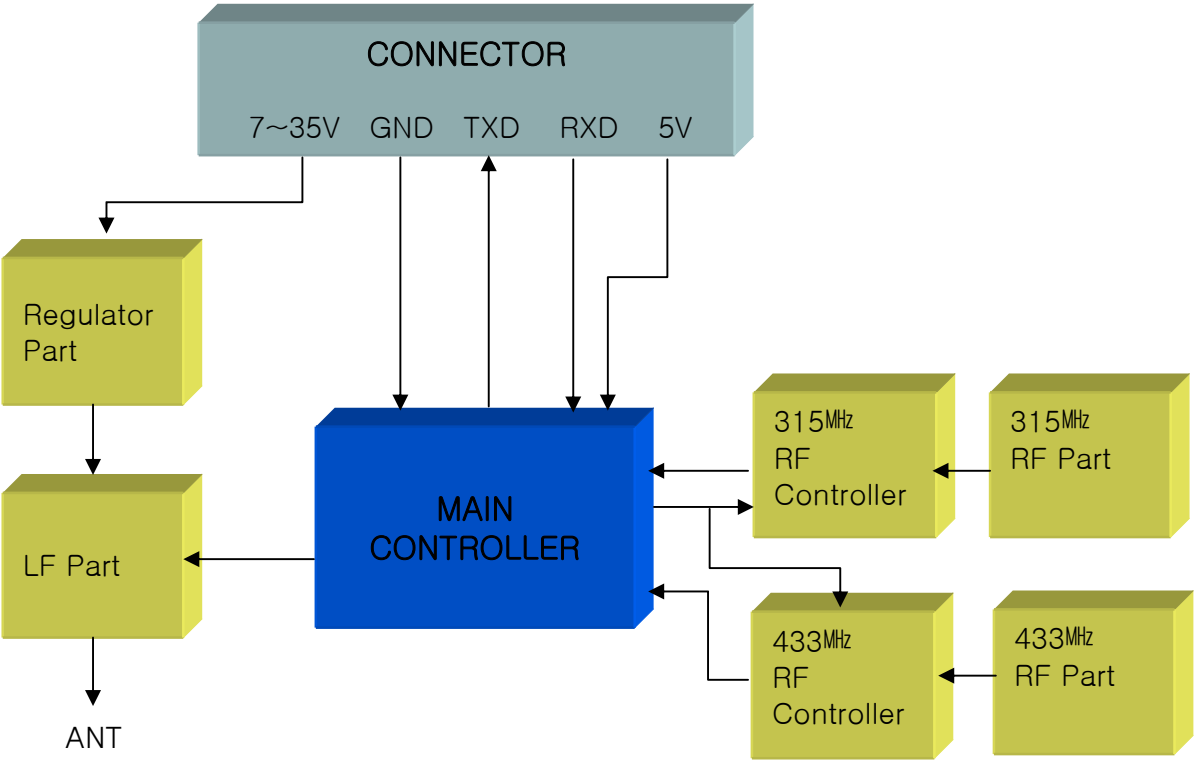 CONNECTOR
7~35V GND TXD RXD 5V
Regulator
Part
LF Part
ANT
MAIN
CONTROLLER
315㎒
RF
Controller
315㎒
RF Part
433㎒
RF
Controller
433㎒
RF Part